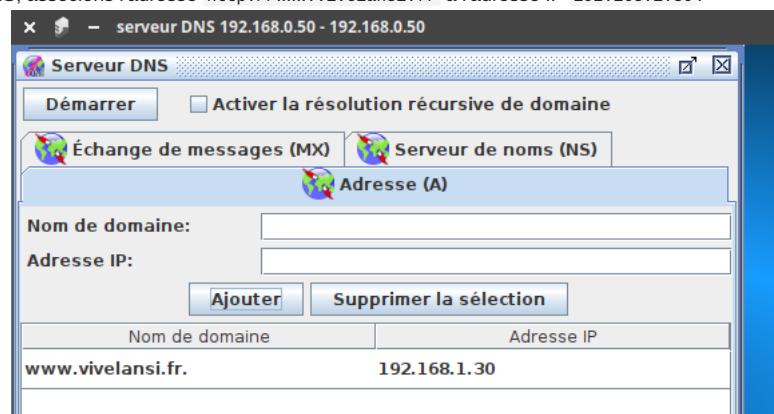 serveur DNS 192.168.0.50 - 192.168.0.50
Serveur DNS
Démarrer Activer la résolution récursive de domaine
Échange de messages (MX) Serveur de noms (NS)
Adresse (A)
Nom de domaine:
Adresse IP:
Ajouter Supprimer la sélection
Nom de domaine Adresse IP
www.vivelansi.fr. 192.168.1.30